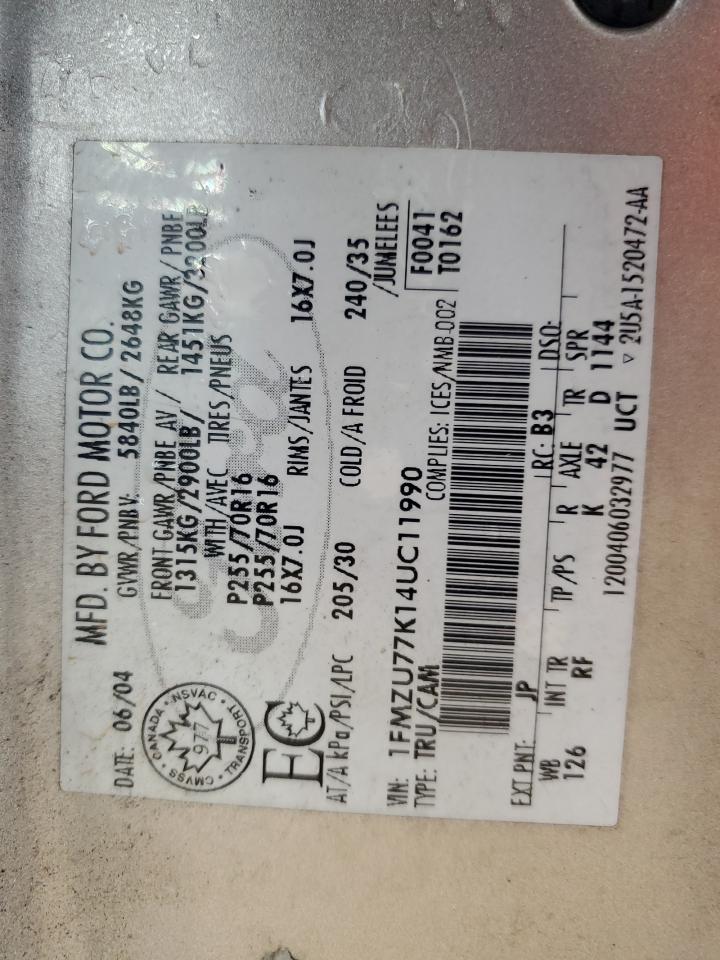 MFD. BY FORD MOTOR CO.
DATE: 06/04 GVWR/PNBV: 5840LB/2648KG
FRONT GAWR/PNBE AV / REAR GAWR/PNBE
1315KG/2900LB/ 1451KG/3200LB
WITH/AVEC TIRES/PNEUS
P255/70R16
P255/70R16
16X7.0J RIMS/JANTES 16X7.0J
CANADA · NSVAC · TRANSPORT · CMVSS
977
EC
AT/A kPa/PSI/LPC 205/30 COLD/A FROID 240/35
/JUMELEES
VIN: 1FMZU77K14UC11990
F0041
TYPE: TRU/CAM COMPLIES: ICES/NMB-002 T0162
EXT PNT: JP RC: B3 DSO:
WB INT TR TP/PS R AXLE TR SPR
126 RF K 42 D 1144
1200406032977 UCT ▽ 2U5A-1520472-AA